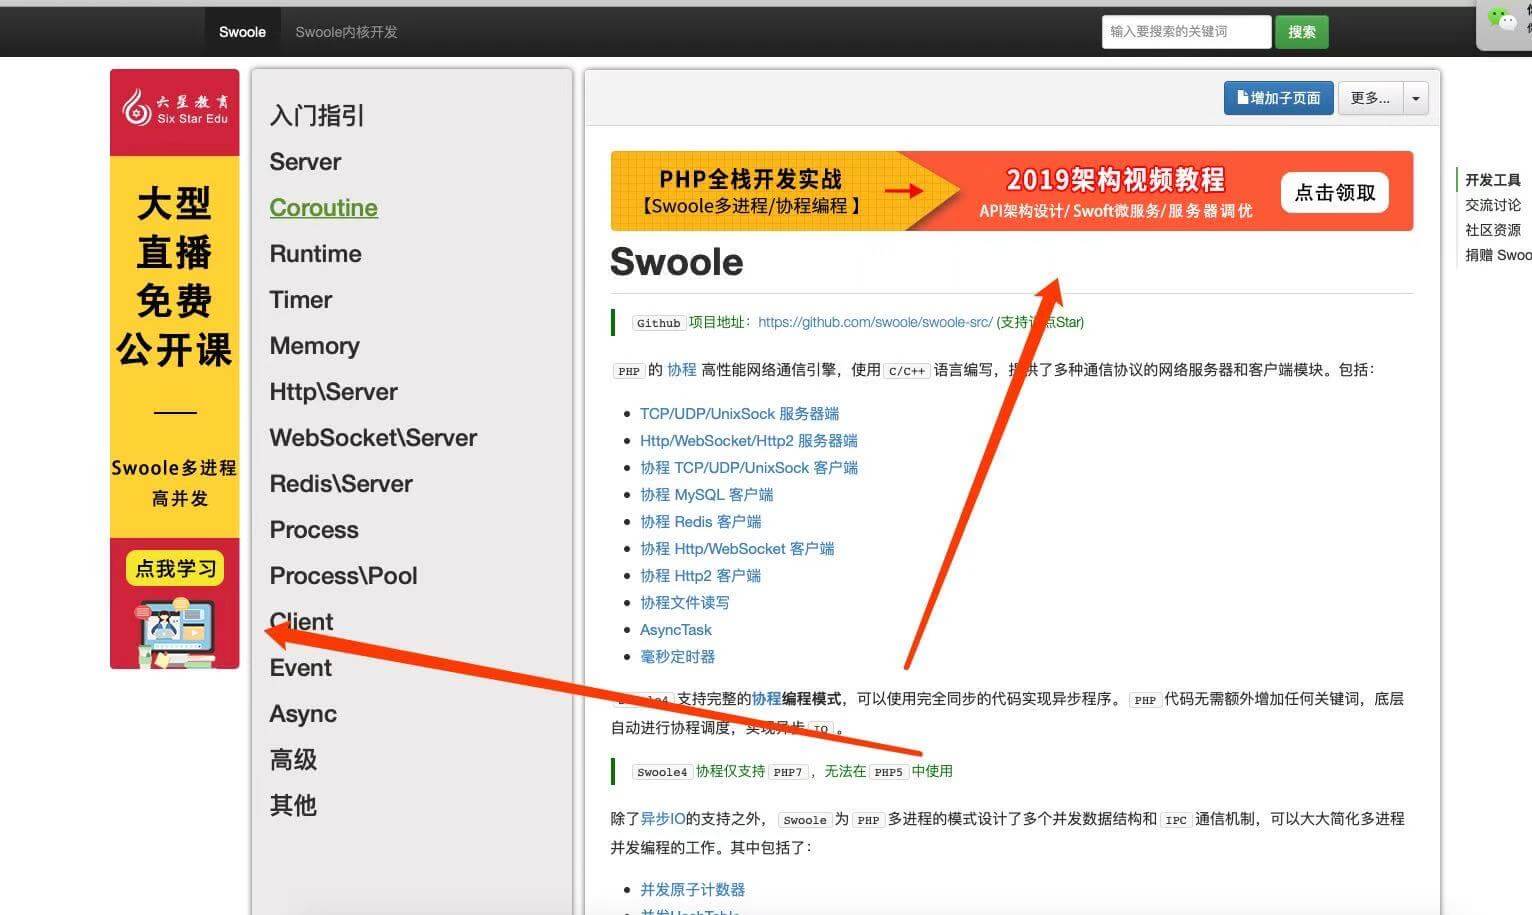 Swoole
Swoole内核开发
输入要搜索的关键词
搜索
六星教育
Six Star Edu
大型
直播
免费
公开课
Swoole多进程
高并发
点我学习
入门指引
Server
Coroutine
Runtime
Timer
Memory
Http\Server
WebSocket\Server
Redis\Server
Process
Process\Pool
Client
Event
Async
高级
其他
增加子页面
更多...
PHP全栈开发实战
【Swoole多进程/协程编程】
2019架构视频教程
API架构设计/ Swoft微服务/服务器调优
点击领取
Swoole
Github 项目地址：https://github.com/swoole/swoole-src/ (支持 点Star)
PHP 的 协程 高性能网络通信引擎，使用 C/C++ 语言编写，提供了多种通信协议的网络服务器和客户端模块。包括：
TCP/UDP/UnixSock 服务器端
Http/WebSocket/Http2 服务器端
协程 TCP/UDP/UnixSock 客户端
协程 MySQL 客户端
协程 Redis 客户端
协程 Http/WebSocket 客户端
协程 Http2 客户端
协程文件读写
AsyncTask
毫秒定时器
支持完整的协程编程模式，可以使用完全同步的代码实现异步程序。 PHP 代码无需额外增加任何关键词，底层
自动进行协程调度，实现异步 IO 。
Swoole4 协程仅支持 PHP7 ，无法在 PHP5 中使用
除了异步IO的支持之外， Swoole 为 PHP 多进程的模式设计了多个并发数据结构和 IPC 通信机制，可以大大简化多进程
并发编程的工作。其中包括了：
并发原子计数器
并发HashTable
开发工具
交流讨论
社区资源
捐赠 Swoo